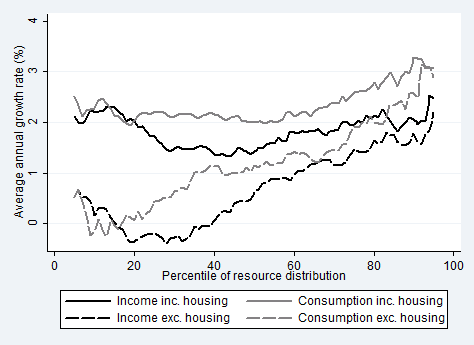 Average annual growth rate (%)
4
3
2
1
0
0 20 40 60 80 100
Percentile of resource distribution
Income inc. housing Consumption inc. housing
Income exc. housing Consumption exc. housing